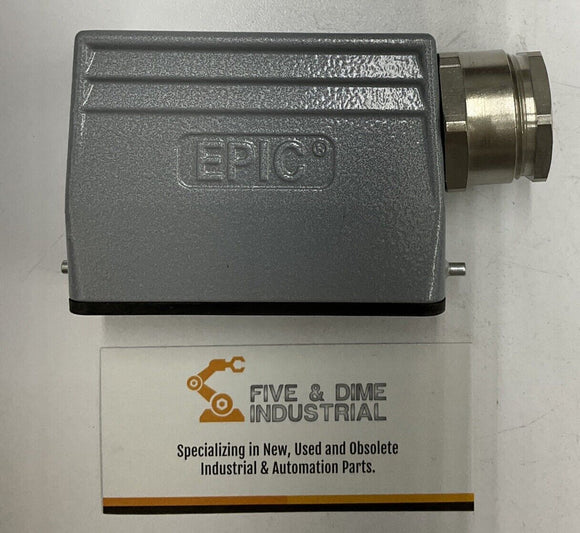 EPIC®
FIVE & DIME
INDUSTRIAL
Specializing in New, Used and Obsolete
Industrial & Automation Parts.